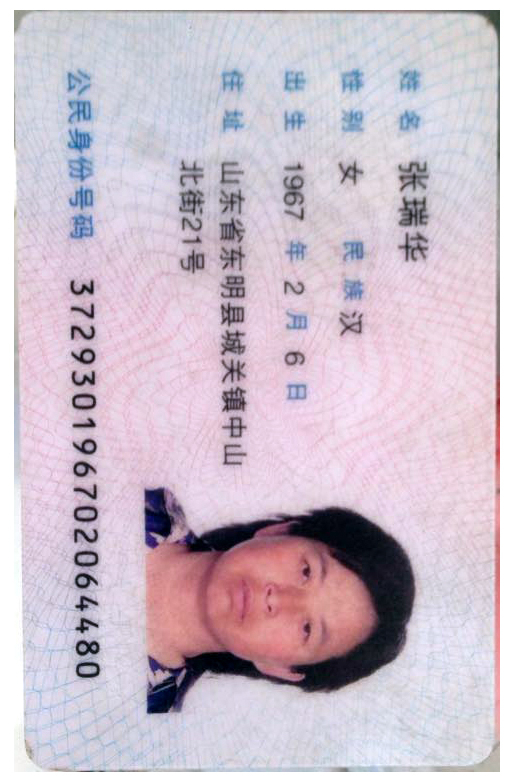 姓名 张瑞华
性别 女 民族 汉
出生 1967 年 2 月 6 日
住址 山东省东明县城关镇中山
北街21号
公民身份号码 372930196702064480